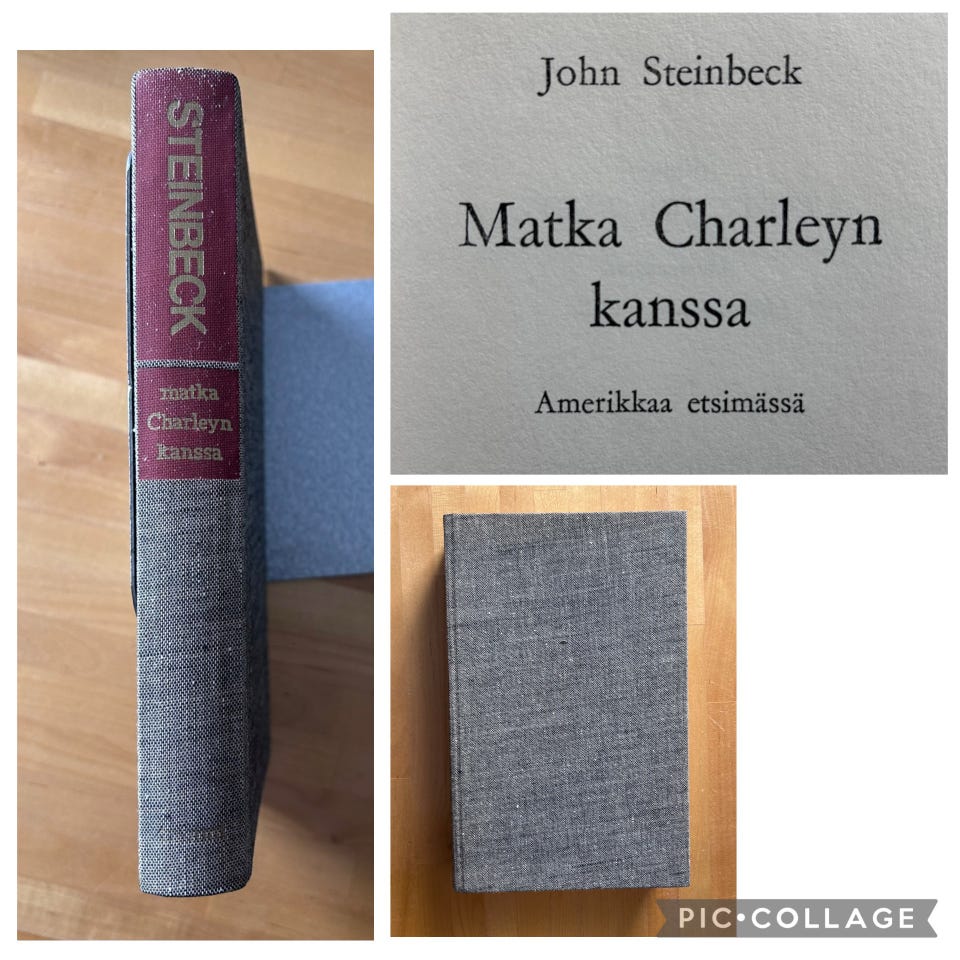 STEINBECK
matka
Charleyn
kanssa
John Steinbeck
Matka Charleyn
kanssa
Amerikkaa etsimässä
PIC•COLLAGE